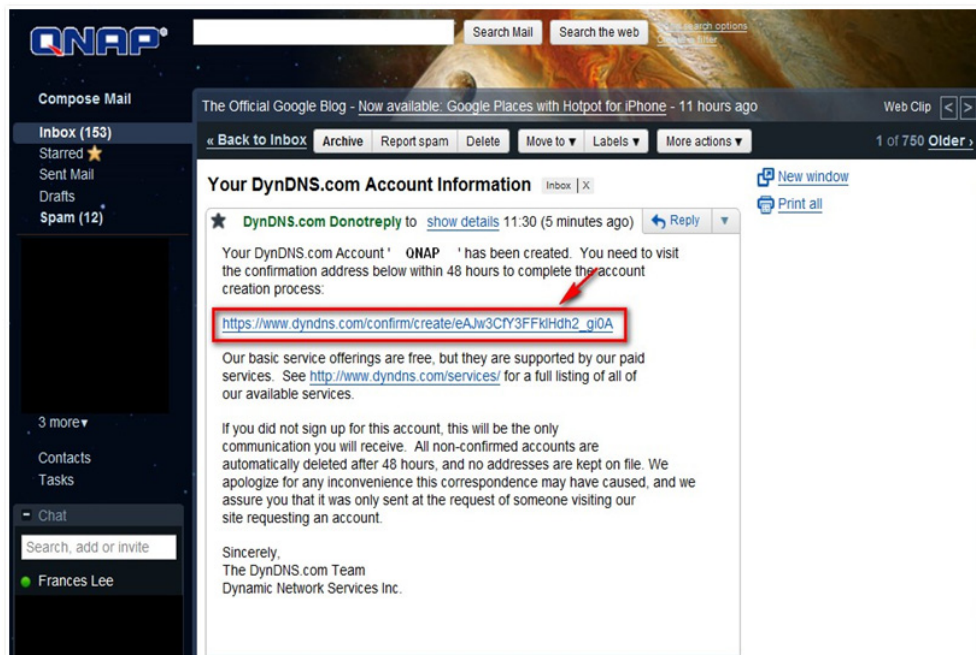 QNAP®
Search Mail Search the web search options
filter
Compose Mail
Inbox (153)
Starred
Sent Mail
Drafts
Spam (12)
3 more▾
Contacts
Tasks
- Chat
Search, add or invite
Frances Lee
The Official Google Blog - Now available: Google Places with Hotpot for iPhone - 11 hours ago Web Clip < >
« Back to Inbox Archive Report spam Delete Move to ▾ Labels ▾ More actions ▾ 1 of 750 Older ›
Your DynDNS.com Account Information Inbox | X
New window
Print all
DynDNS.com Donotreply to show details 11:30 (5 minutes ago) Reply ▾
Your DynDNS.com Account ' QNAP ' has been created. You need to visit
the confirmation address below within 48 hours to complete the account
creation process:
https://www.dyndns.com/confirm/create/eAJw3CfY3FFklHdh2_gi0A
Our basic service offerings are free, but they are supported by our paid
services. See http://www.dyndns.com/services/ for a full listing of all of
our available services.
If you did not sign up for this account, this will be the only
communication you will receive. All non-confirmed accounts are
automatically deleted after 48 hours, and no addresses are kept on file. We
apologize for any inconvenience this correspondence may have caused, and we
assure you that it was only sent at the request of someone visiting our
site requesting an account.
Sincerely,
The DynDNS.com Team
Dynamic Network Services Inc.